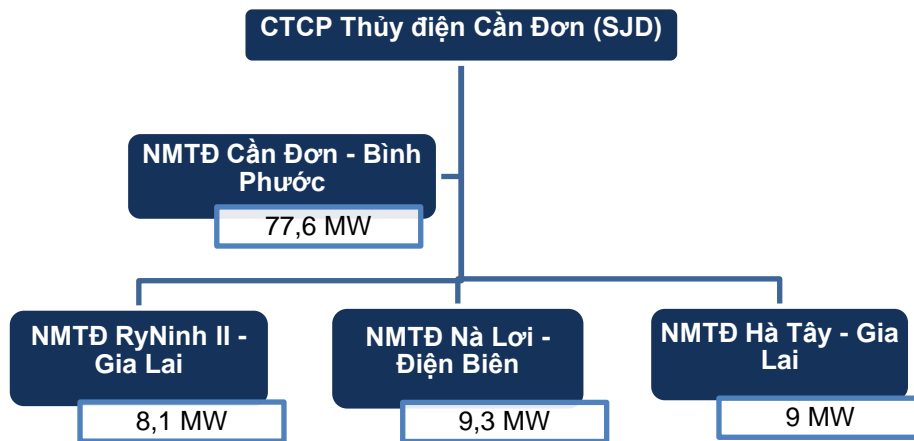 CTCP Thủy điện Cần Đơn (SJD)
NMTĐ Cần Đơn - Bình
Phước
77,6 MW
NMTĐ RyNinh II -
Gia Lai
8,1 MW
NMTĐ Nà Lơi -
Điện Biên
9,3 MW
NMTĐ Hà Tây - Gia
Lai
9 MW